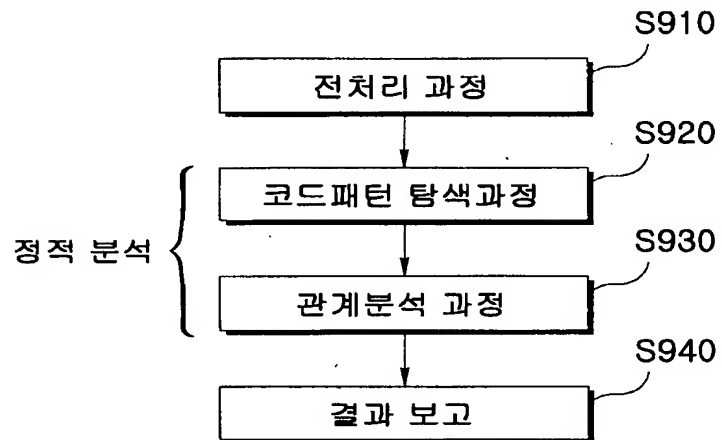 S910
전처리 과정
S920
코드패턴 탐색과정
정적 분석
S930
관계분석 과정
S940
결과 보고